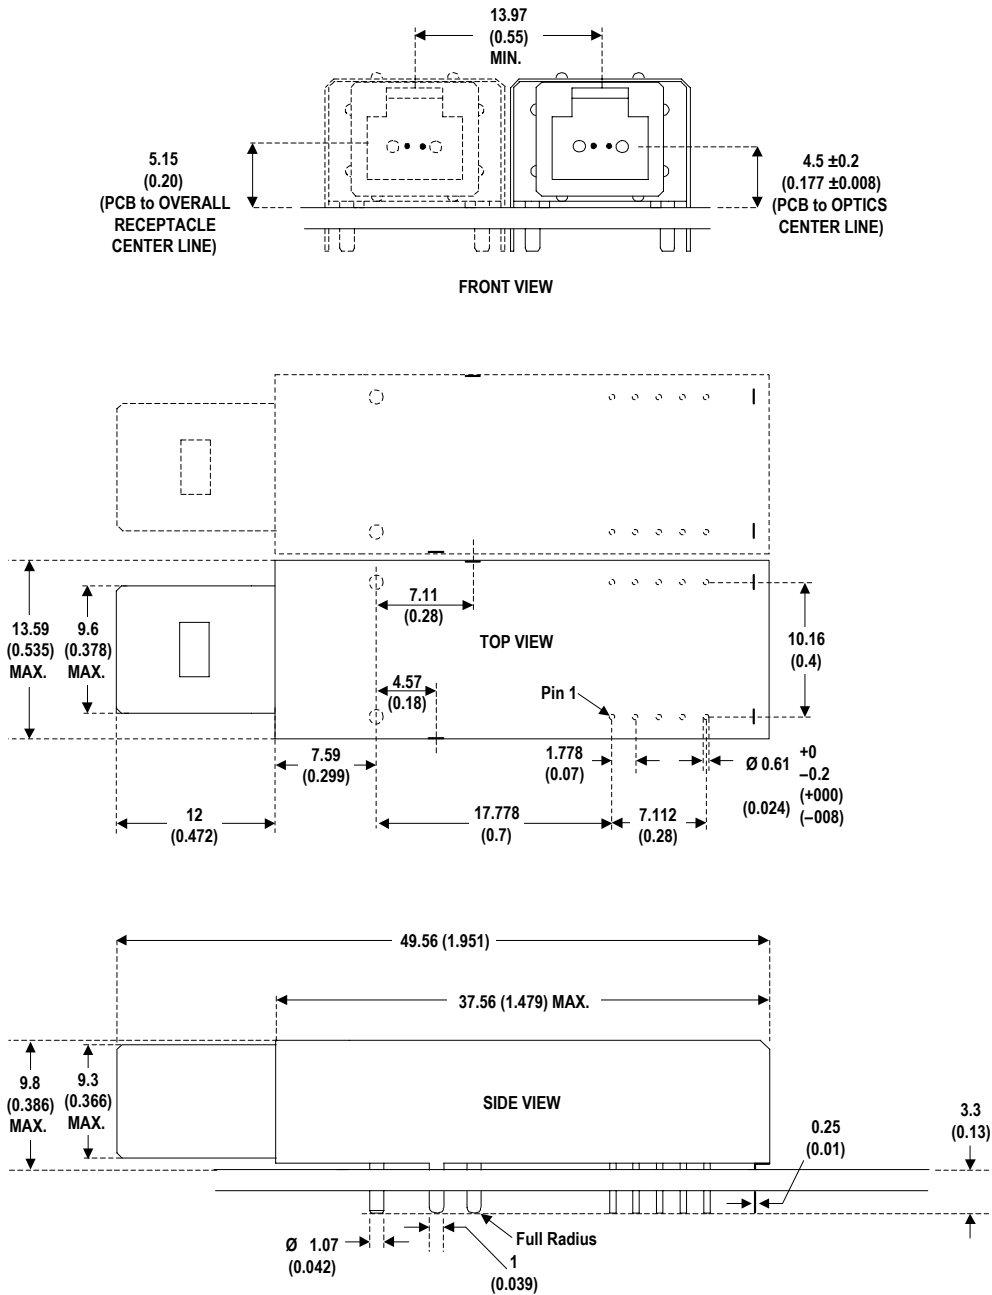 13.97
(0.55)
MIN.
5.15
(0.20)
(PCB to OVERALL
RECEPTACLE
CENTER LINE)
4.5 ±0.2
(0.177 ±0.008)
(PCB to OPTICS
CENTER LINE)
FRONT VIEW
13.59
(0.535)
MAX.
9.6
(0.378)
MAX.
7.11
(0.28)
TOP VIEW
10.16
(0.4)
4.57
(0.18)
Pin 1
7.59
(0.299)
1.778
(0.07)
Ø 0.61
+0
–0.2
(0.024)
(+000)
(–008)
12
(0.472)
17.778
(0.7)
7.112
(0.28)
49.56 (1.951)
37.56 (1.479) MAX.
9.8
(0.386)
MAX.
9.3
(0.366)
MAX.
SIDE VIEW
3.3
(0.13)
0.25
(0.01)
Ø 1.07
(0.042)
Full Radius
1
(0.039)